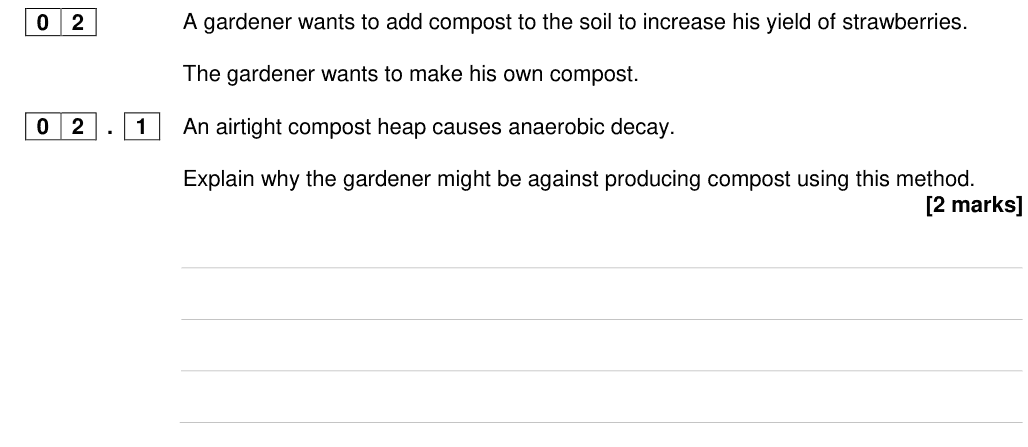 0 2 A gardener wants to add compost to the soil to increase his yield of strawberries.
The gardener wants to make his own compost.
0 2 . 1 An airtight compost heap causes anaerobic decay.
Explain why the gardener might be against producing compost using this method.
[2 marks]